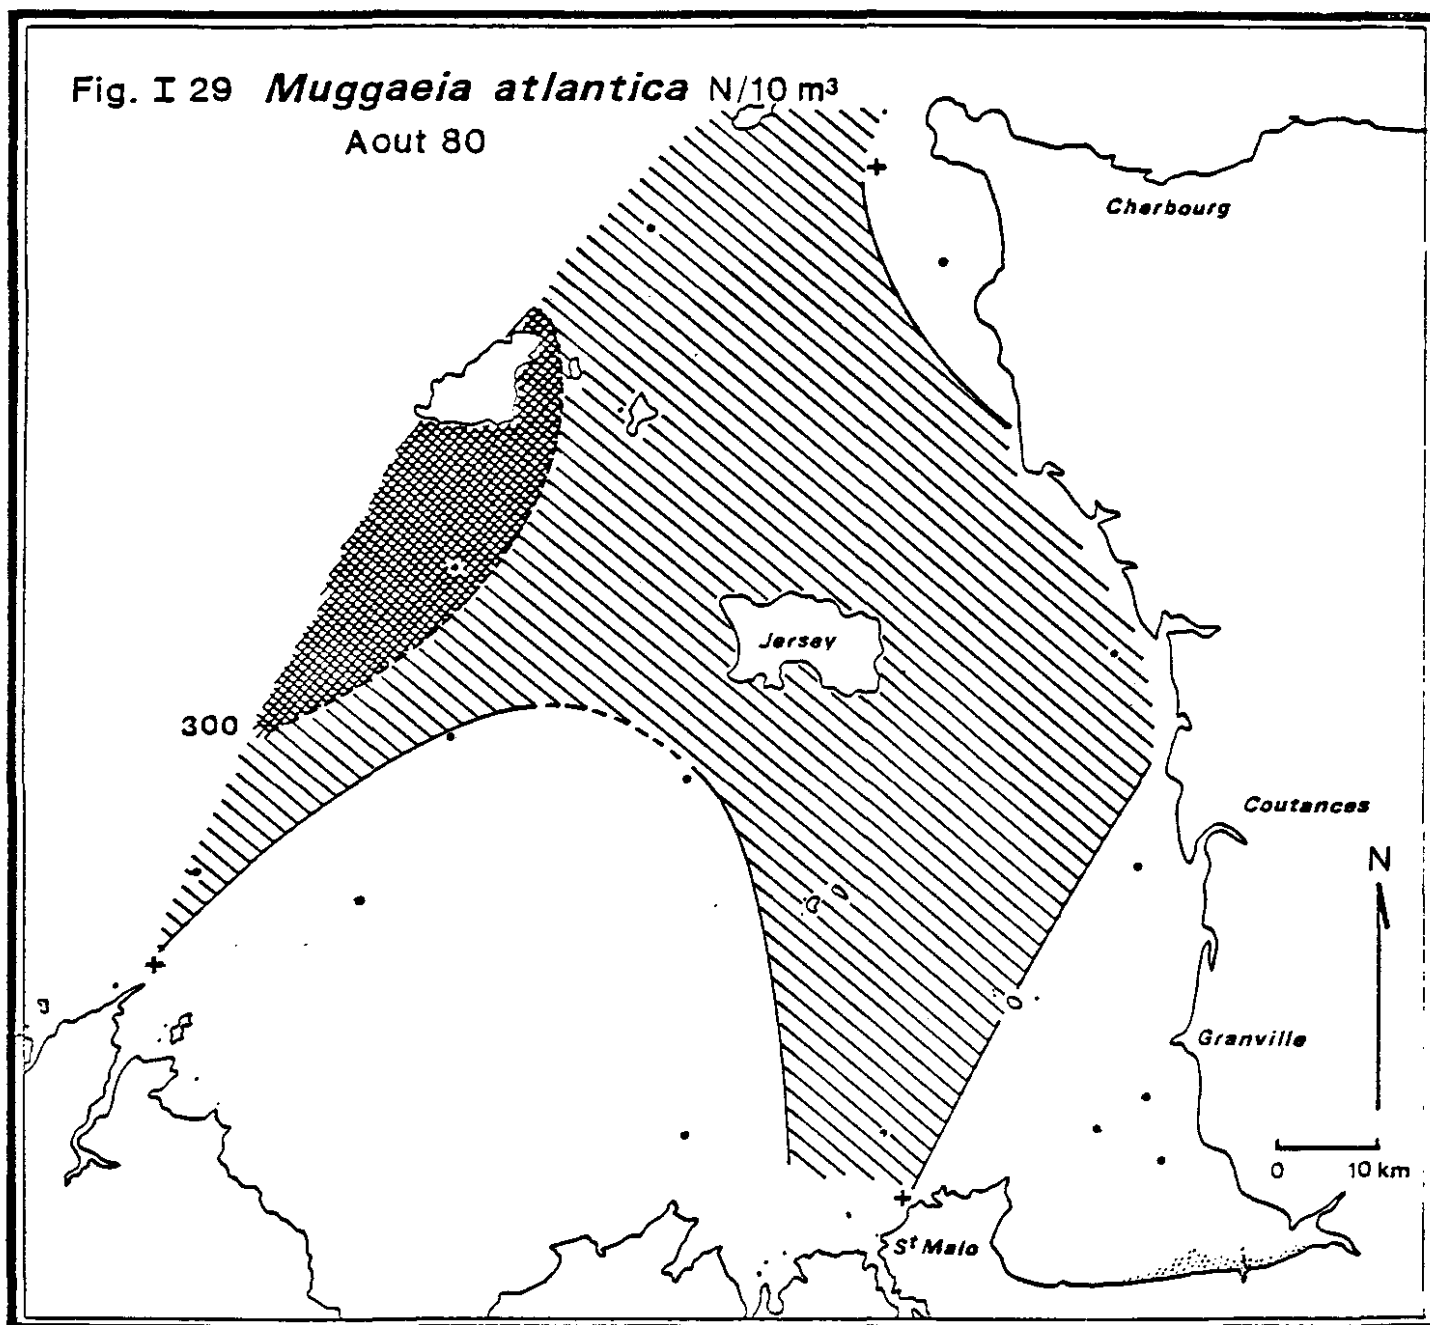 Fig. I 29 Muggaeia atlantica N/10 m³
Aout 80
Cherbourg
Jersey
300
Coutances
N
Granville
0 10 km
Sᵗ Malo